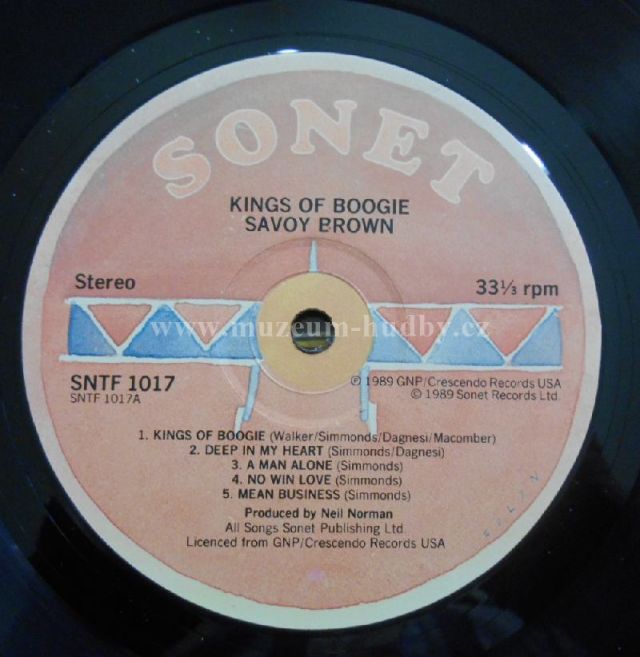 SONET
KINGS OF BOOGIE
SAVOY BROWN
Stereo
33⅓ rpm
www.muzeum-hudby.cz
SNTF 1017
SNTF 1017A
℗ 1989 GNP/Crescendo Records USA
© 1989 Sonet Records Ltd.
1. KINGS OF BOOGIE (Walker/Simmonds/Dagnesi/Macomber)
2. DEEP IN MY HEART (Simmonds/Dagnesi)
3. A MAN ALONE (Simmonds)
4. NO WIN LOVE (Simmonds)
5. MEAN BUSINESS (Simmonds)
Produced by Neil Norman
All Songs Sonet Publishing Ltd
Licenced from GNP/Crescendo Records USA